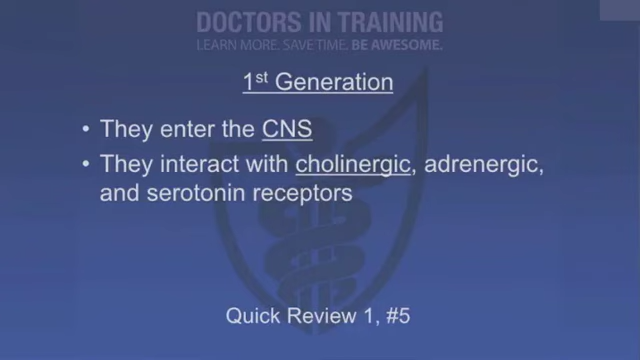 DOCTORS IN TRAINING
LEARN MORE. SAVE TIME. BE AWESOME.
1st Generation
• They enter the CNS
• They interact with cholinergic, adrenergic,
and serotonin receptors
Quick Review 1, #5